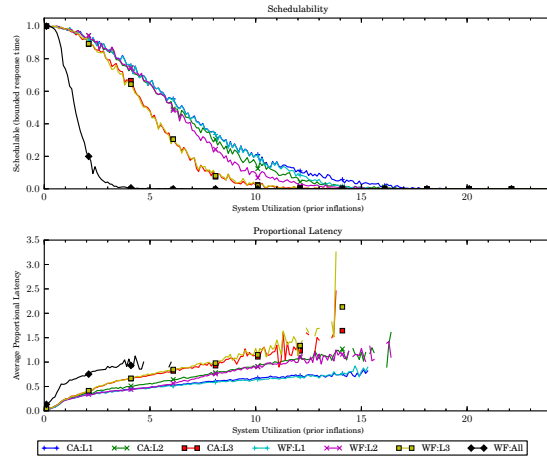 Schedulability
Schedulable (bounded response time)
1.0
0.8
0.6
0.4
0.2
0.0
0 5 10 15 20
System Utilization (prior inflations)
Proportional Latency
Average Proportional Latency
3.5
3.0
2.5
2.0
1.5
1.0
0.5
0.0
0 5 10 15 20
System Utilization (prior inflations)
CA:L1 CA:L2 CA:L3 WF:L1 WF:L2 WF:L3 WF:All